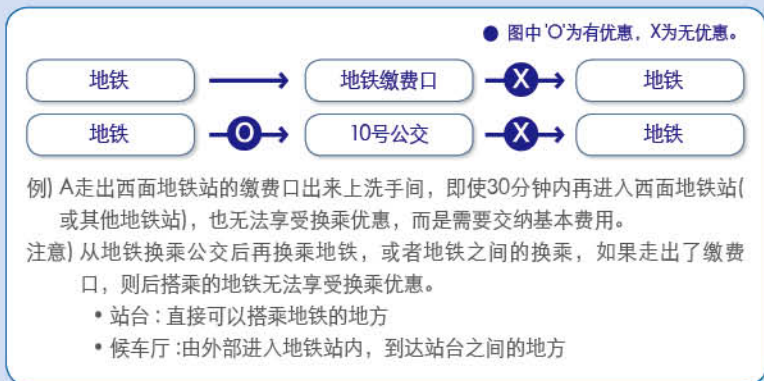 ● 图中'O'为有优惠，X为无优惠。
地铁 地铁缴费口 X 地铁
地铁 O 10号公交 X 地铁
例) A走出西面地铁站的缴费口出来上洗手间，即使30分钟内再进入西面地铁站(
或其他地铁站)，也无法享受换乘优惠，而是需要交纳基本费用。
注意) 从地铁换乘公交后再换乘地铁，或者地铁之间的换乘，如果走出了缴费
口，则后搭乘的地铁无法享受换乘优惠。
• 站台 : 直接可以搭乘地铁的地方
• 候车厅 :由外部进入地铁站内，到达站台之间的地方